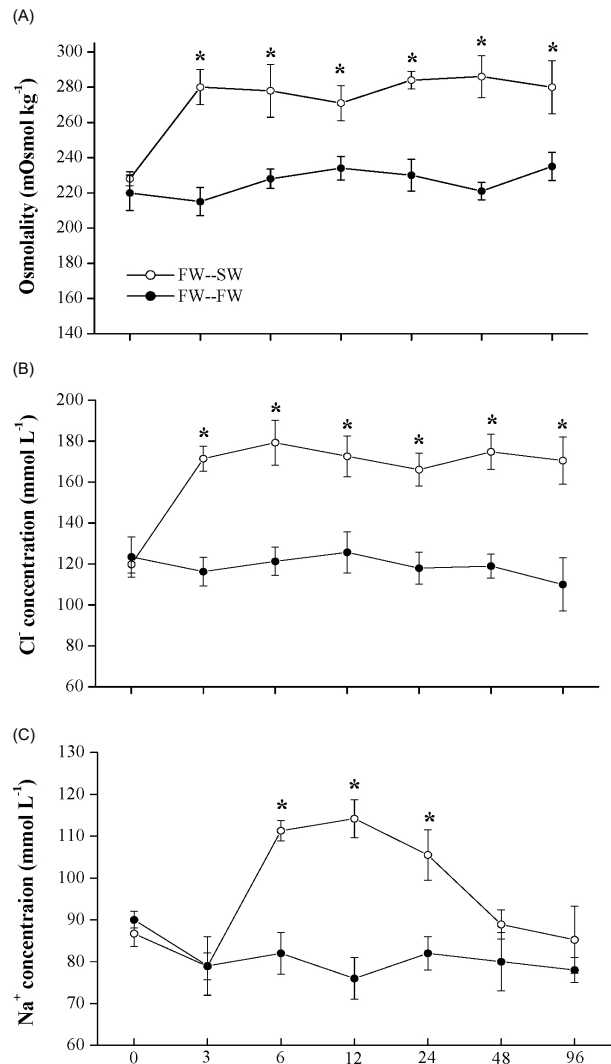 (A)
300
280
260
240
220
200
180
160
140
Osmolality (mOsmol kg⁻¹)
* * * * * *
FW--SW
FW--FW
(B)
200
180
160
140
120
100
80
60
Cl⁻ concentration (mmol L⁻¹)
* * * * * *
(C)
130
120
110
100
90
80
70
60
Na⁺ concentraion (mmol L⁻¹)
* * *
0 3 6 12 24 48 96